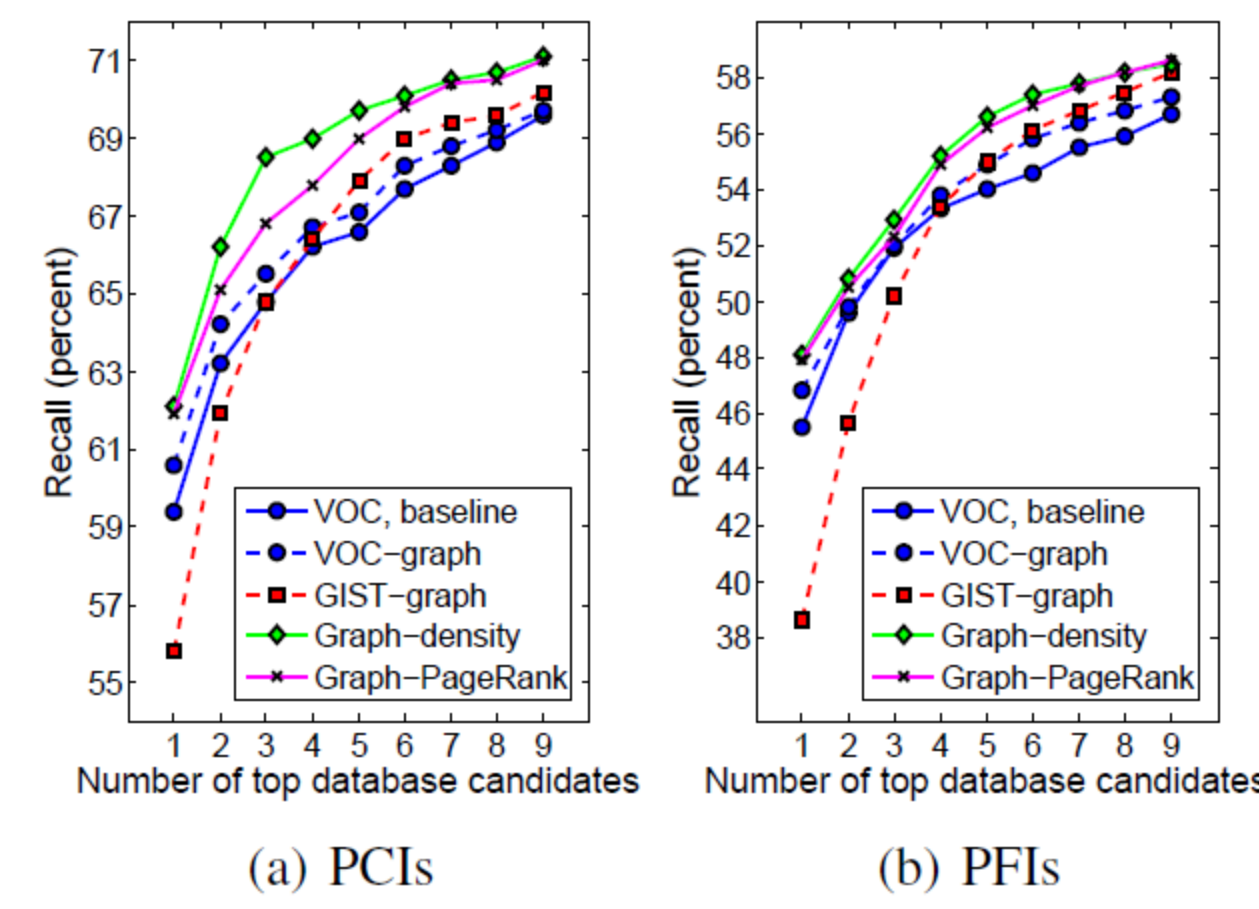 Recall (percent)
71
69
67
65
63
61
59
57
55
VOC, baseline
VOC-graph
GIST-graph
Graph-density
Graph-PageRank
1 2 3 4 5 6 7 8 9
Number of top database candidates
(a) PCIs
Recall (percent)
58
56
54
52
50
48
46
44
42
40
38
VOC, baseline
VOC-graph
GIST-graph
Graph-density
Graph-PageRank
1 2 3 4 5 6 7 8 9
Number of top database candidates
(b) PFIs